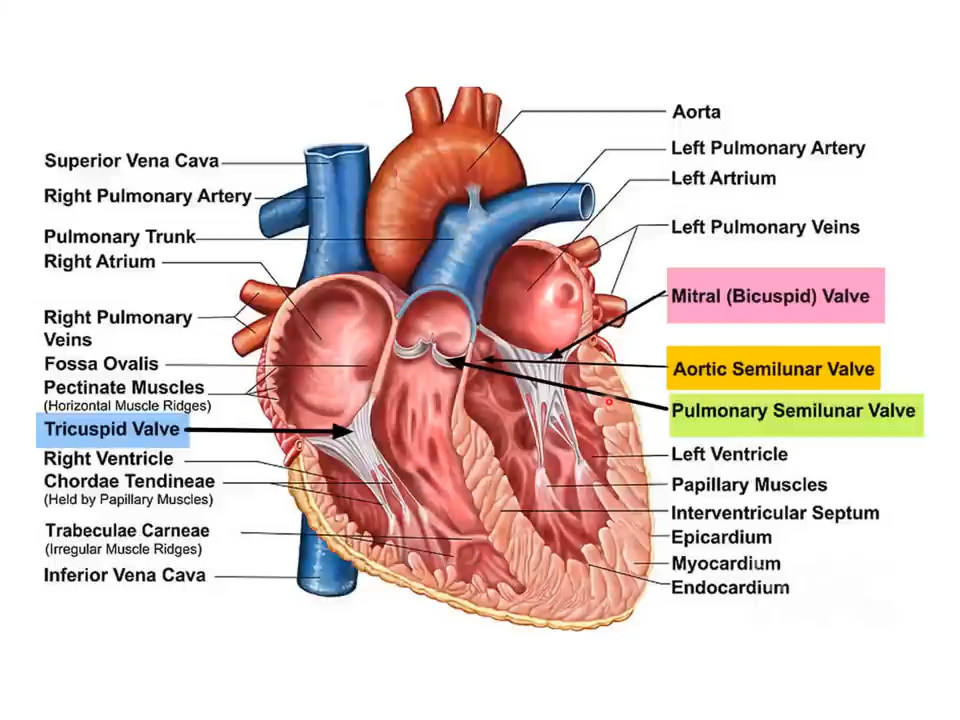 Superior Vena Cava
Right Pulmonary Artery
Pulmonary Trunk
Right Atrium
Right Pulmonary
Veins
Fossa Ovalis
Pectinate Muscles
(Horizontal Muscle Ridges)
Tricuspid Valve
Right Ventricle
Chordae Tendineae
(Held by Papillary Muscles)
Trabeculae Carneae
(Irregular Muscle Ridges)
Inferior Vena Cava
Aorta
Left Pulmonary Artery
Left Artrium
Left Pulmonary Veins
Mitral (Bicuspid) Valve
Aortic Semilunar Valve
Pulmonary Semilunar Valve
Left Ventricle
Papillary Muscles
Interventricular Septum
Epicardium
Myocardium
Endocardium